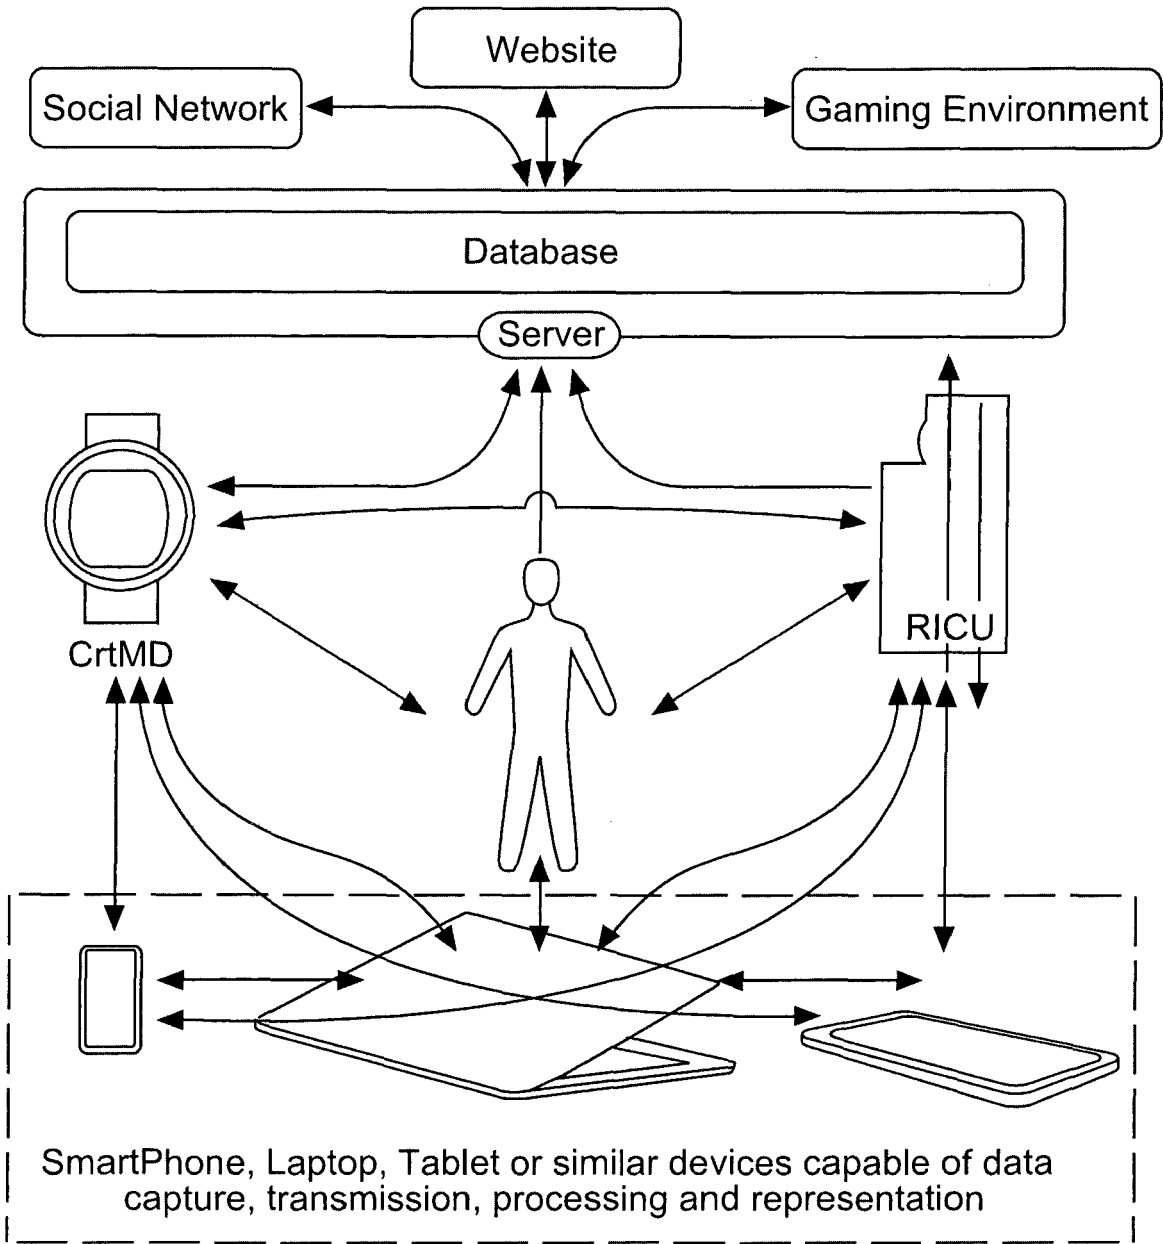 Website
Social Network
Gaming Environment
Database
Server
CrtMD
RICU
SmartPhone, Laptop, Tablet or similar devices capable of data
capture, transmission, processing and representation